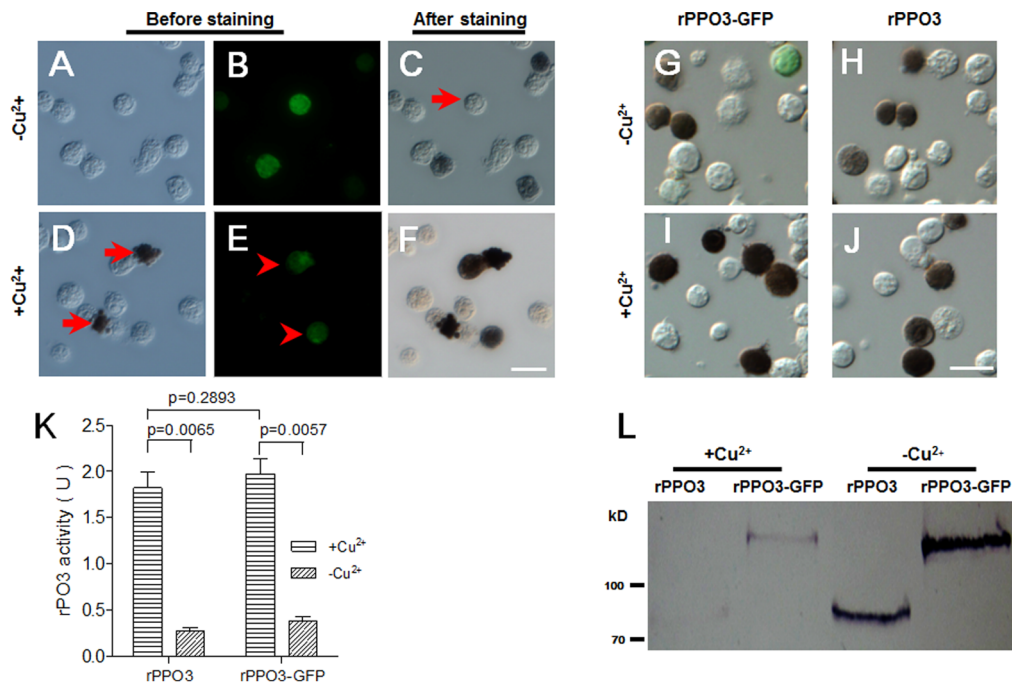 Before staining
After staining
rPPO3-GFP
rPPO3
-Cu²⁺
A
B
C
G
H
+Cu²⁺
D
E
F
I
J
-Cu²⁺
+Cu²⁺
K
p=0.2893
p=0.0065
p=0.0057
rPO3 activity ( U )
2.5
2.0
1.5
1.0
0.5
0.0
+Cu²⁺
-Cu²⁺
rPPO3
rPPO3-GFP
L
+Cu²⁺
-Cu²⁺
rPPO3
rPPO3-GFP
rPPO3
rPPO3-GFP
kD
100
70